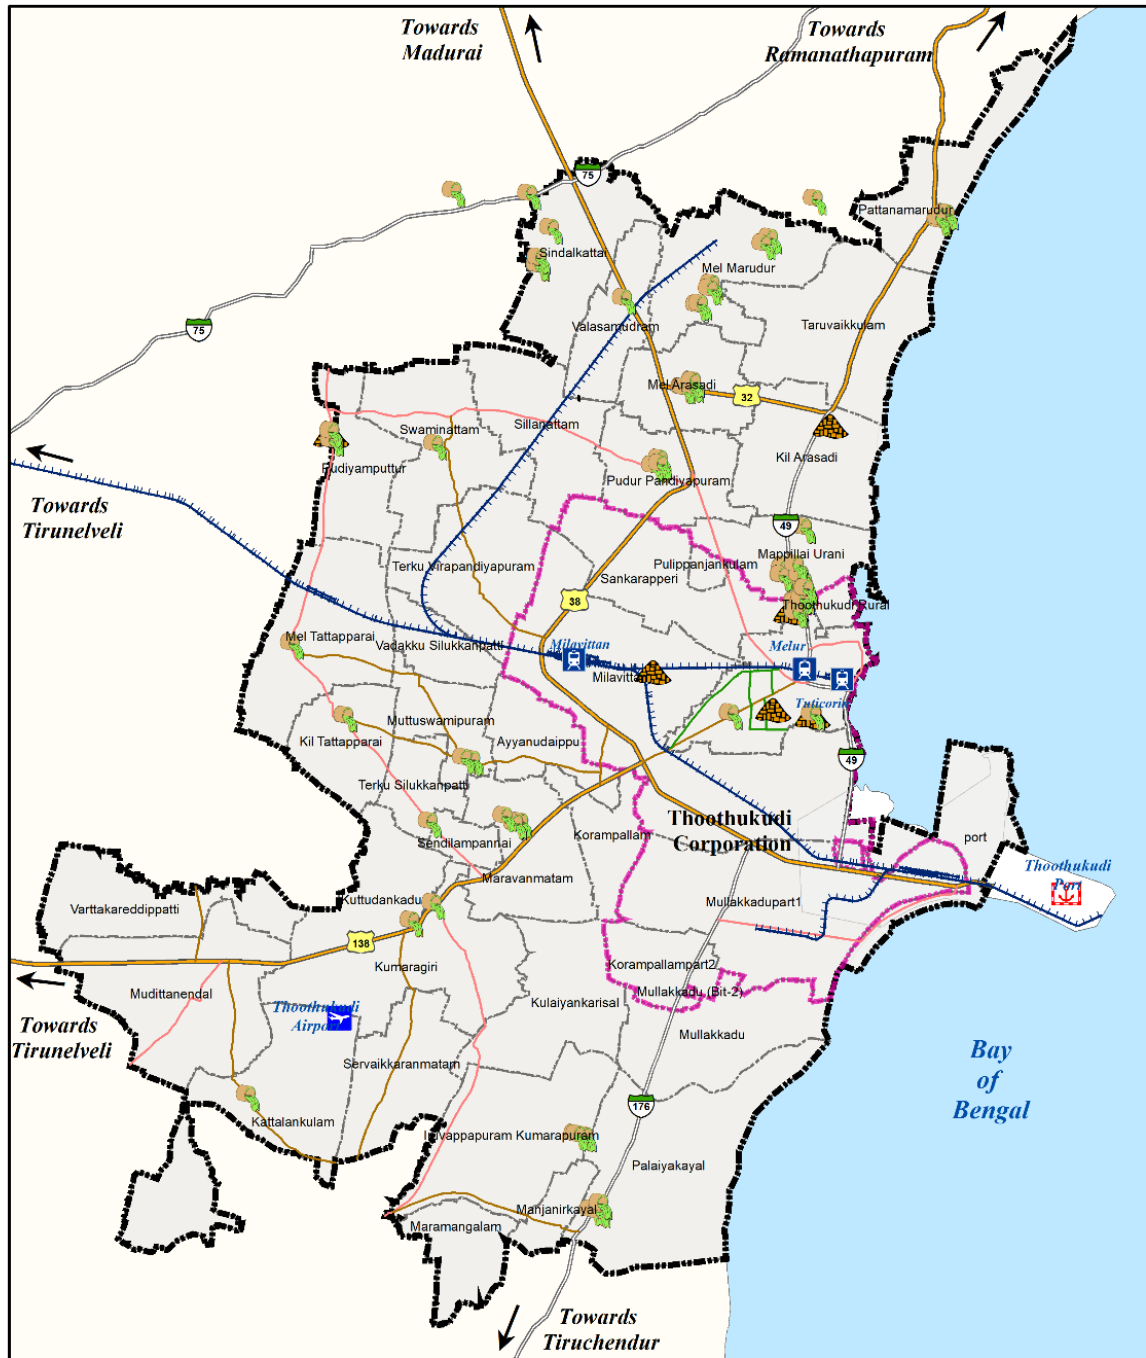 Towards
Madurai
Towards
Ramanathapuram
75
Pattanamarudur
Sindalkattai
Mel Marudur
75
Valasamudram
Taruvaikkulam
Mel Arasadi
32
Swaminattam
Sillanattam
Kil Arasadi
Pudiyamputtur
Pudur Pandiyapuram
Towards
Tirunelveli
49
Mappillai Urani
Terku Virapandiyapuram
Pulippanjankulam
Sankarapperi
38
Thoothukudi Rural
Mel Tattapparai
Vadakku Silukkanpatti
Milavittan
Melur
Milavittan
Tuticorin
Muttuswamipuram
Kil Tattapparai
Ayyanudaippu
49
Terku Silukkanpatti
Thoothukudi
Corporation
Korampallam
port
Sendilampannai
Maravanmatam
Thoothukudi
Port
Kuttudankadu
Mullakkadupart1
Varttakareddippatti
138
Kumaragiri
Korampallampart2
Mudittanendal
Mullakkadu (Bit-2)
Kulaiyankarisal
Thoothukudi
Airport
Mullakkadu
Towards
Tirunelveli
Servaikkaranmatam
Bay
of
Bengal
176
Kattalankulam
Kumarapuram
Palaiyakayal
Manjanirkayal
Maramangalam
Towards
Tiruchendur